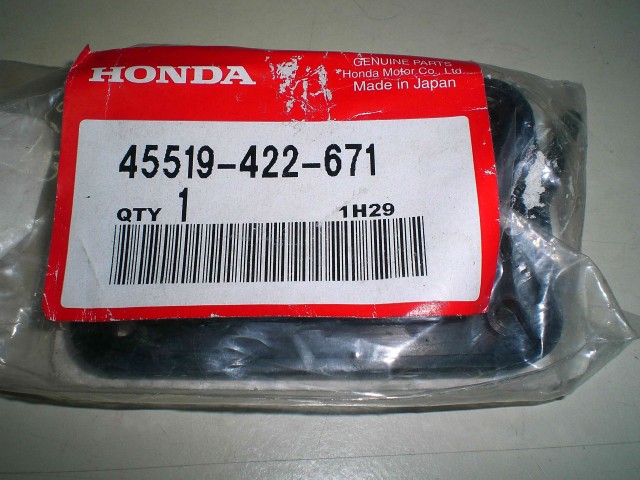 HONDA
GENUINE PARTS
Honda Motor Co., Ltd.
Made in Japan
45519-422-671
QTY 1 1H29